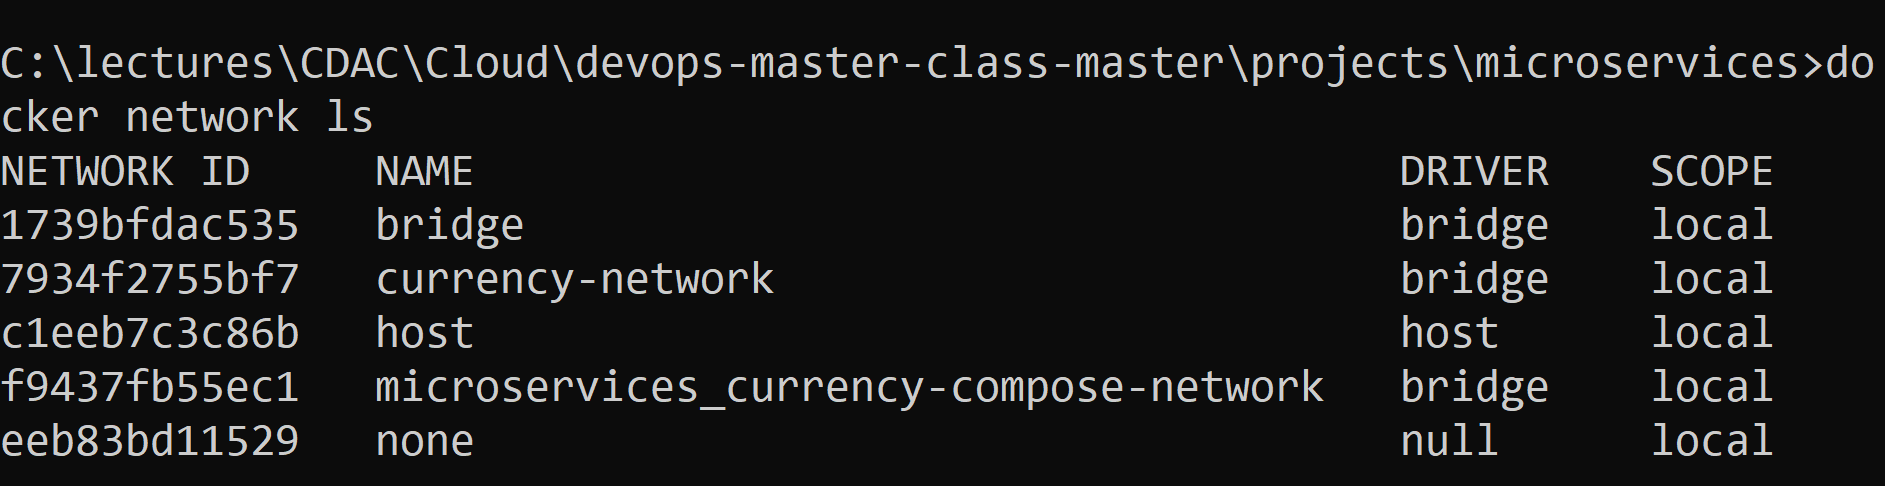 C:\lectures\CDAC\Cloud\devops-master-class-master\projects\microservices>do
cker network ls
NETWORK ID     NAME                                     DRIVER    SCOPE
1739bfdac535   bridge                                   bridge    local
7934f2755bf7   currency-network                         bridge    local
c1eeb7c3c86b   host                                     host      local
f9437fb55ec1   microservices_currency-compose-network   bridge    local
eeb83bd11529   none                                     null      local